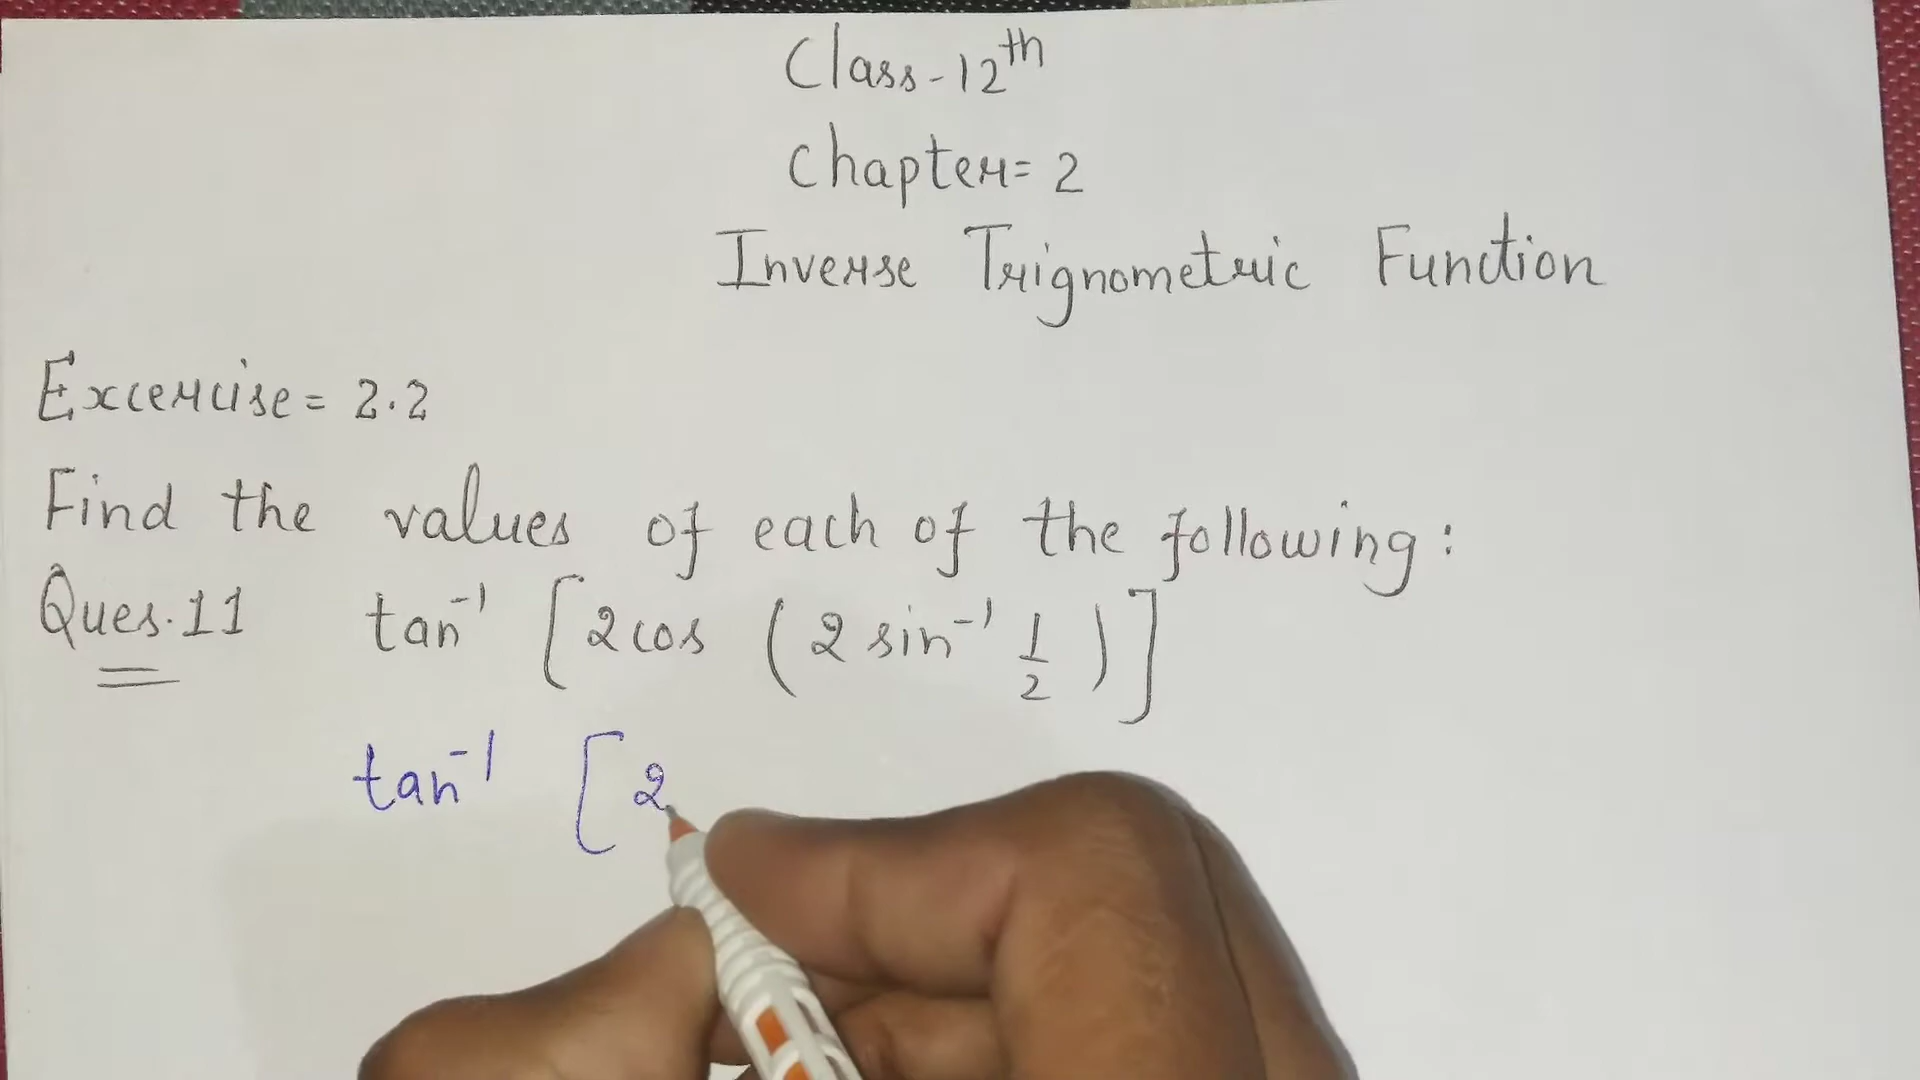 Class-12th
Chapter= 2
Inverse Trignometric Function
Excercise= 2.2
Find the values of each of the following:
Ques.11 tan⁻¹ [2cos (2 sin⁻¹ 1/2)]
tan⁻¹ [2